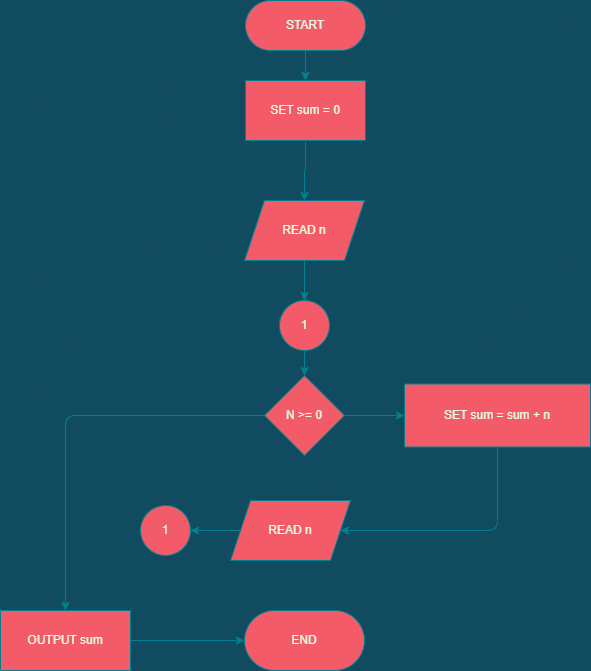 START
SET sum = 0
READ n
1
N >= 0
SET sum = sum + n
READ n
1
OUTPUT sum
END